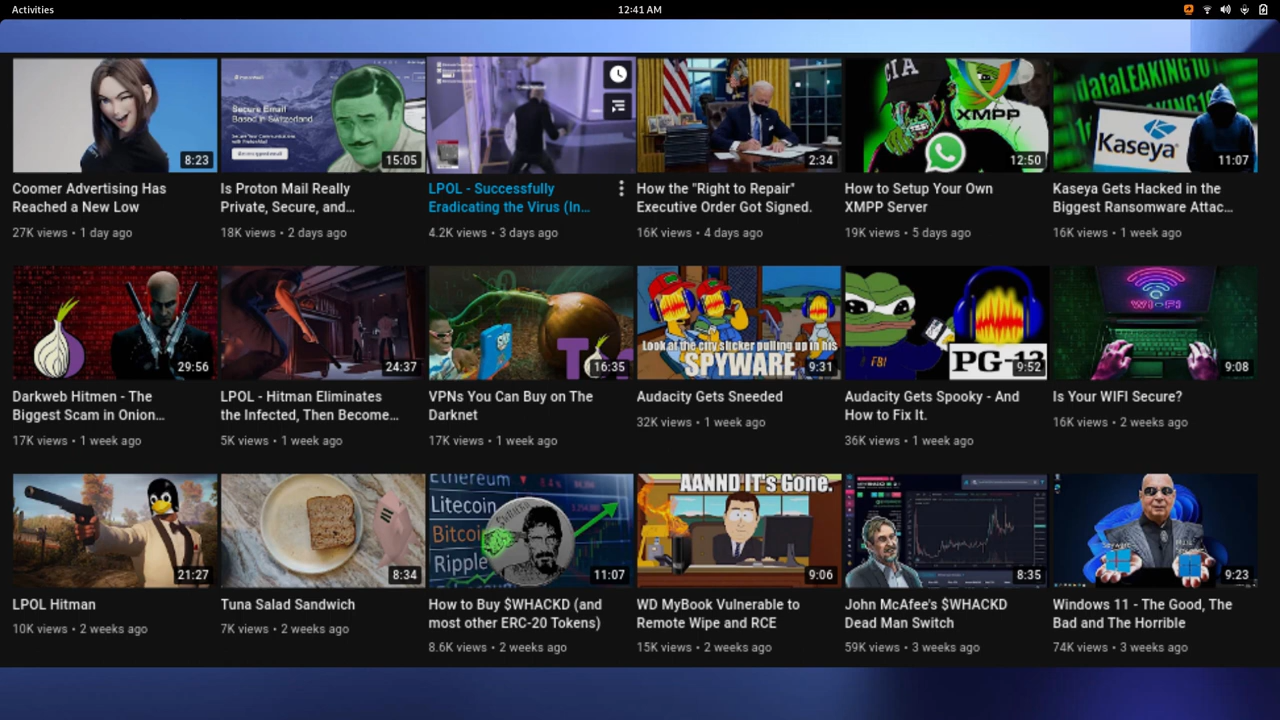 Activities
12:41 AM
Secure Email
Based in Switzerland
CIA
XMPP
dataLEAKING101
Kaseya
8:23
15:05
2:34
12:50
11:07
Coomer Advertising Has
Reached a New Low
27K views • 1 day ago
Is Proton Mail Really
Private, Secure, and...
18K views • 2 days ago
LPOL - Successfully
Eradicating the Virus (In...
4.2K views • 3 days ago
How the "Right to Repair"
Executive Order Got Signed.
16K views • 4 days ago
How to Setup Your Own
XMPP Server
19K views • 5 days ago
Kaseya Gets Hacked in the
Biggest Ransomware Attac...
16K views • 1 week ago
Look at the city slicker pulling up in his
SPYWARE
FBI
PG-13
WI-FI
29:56
24:37
16:35
9:31
9:52
9:08
Darkweb Hitmen - The
Biggest Scam in Onion...
17K views • 1 week ago
LPOL - Hitman Eliminates
the Infected, Then Become...
5K views • 1 week ago
VPNs You Can Buy on The
Darknet
17K views • 1 week ago
Audacity Gets Sneeded
32K views • 1 week ago
Audacity Gets Spooky - And
How to Fix It.
36K views • 1 week ago
Is Your WIFI Secure?
16K views • 2 weeks ago
Ethereum
Litecoin
Bitcoi
Ripple
AANND IT's Gone.
21:27
8:34
11:07
9:06
8:35
9:23
LPOL Hitman
10K views • 2 weeks ago
Tuna Salad Sandwich
7K views • 2 weeks ago
How to Buy $WHACKD (and
most other ERC-20 Tokens)
8.6K views • 2 weeks ago
WD MyBook Vulnerable to
Remote Wipe and RCE
15K views • 2 weeks ago
John McAfee's $WHACKD
Dead Man Switch
59K views • 3 weeks ago
Windows 11 - The Good, The
Bad and The Horrible
74K views • 3 weeks ago